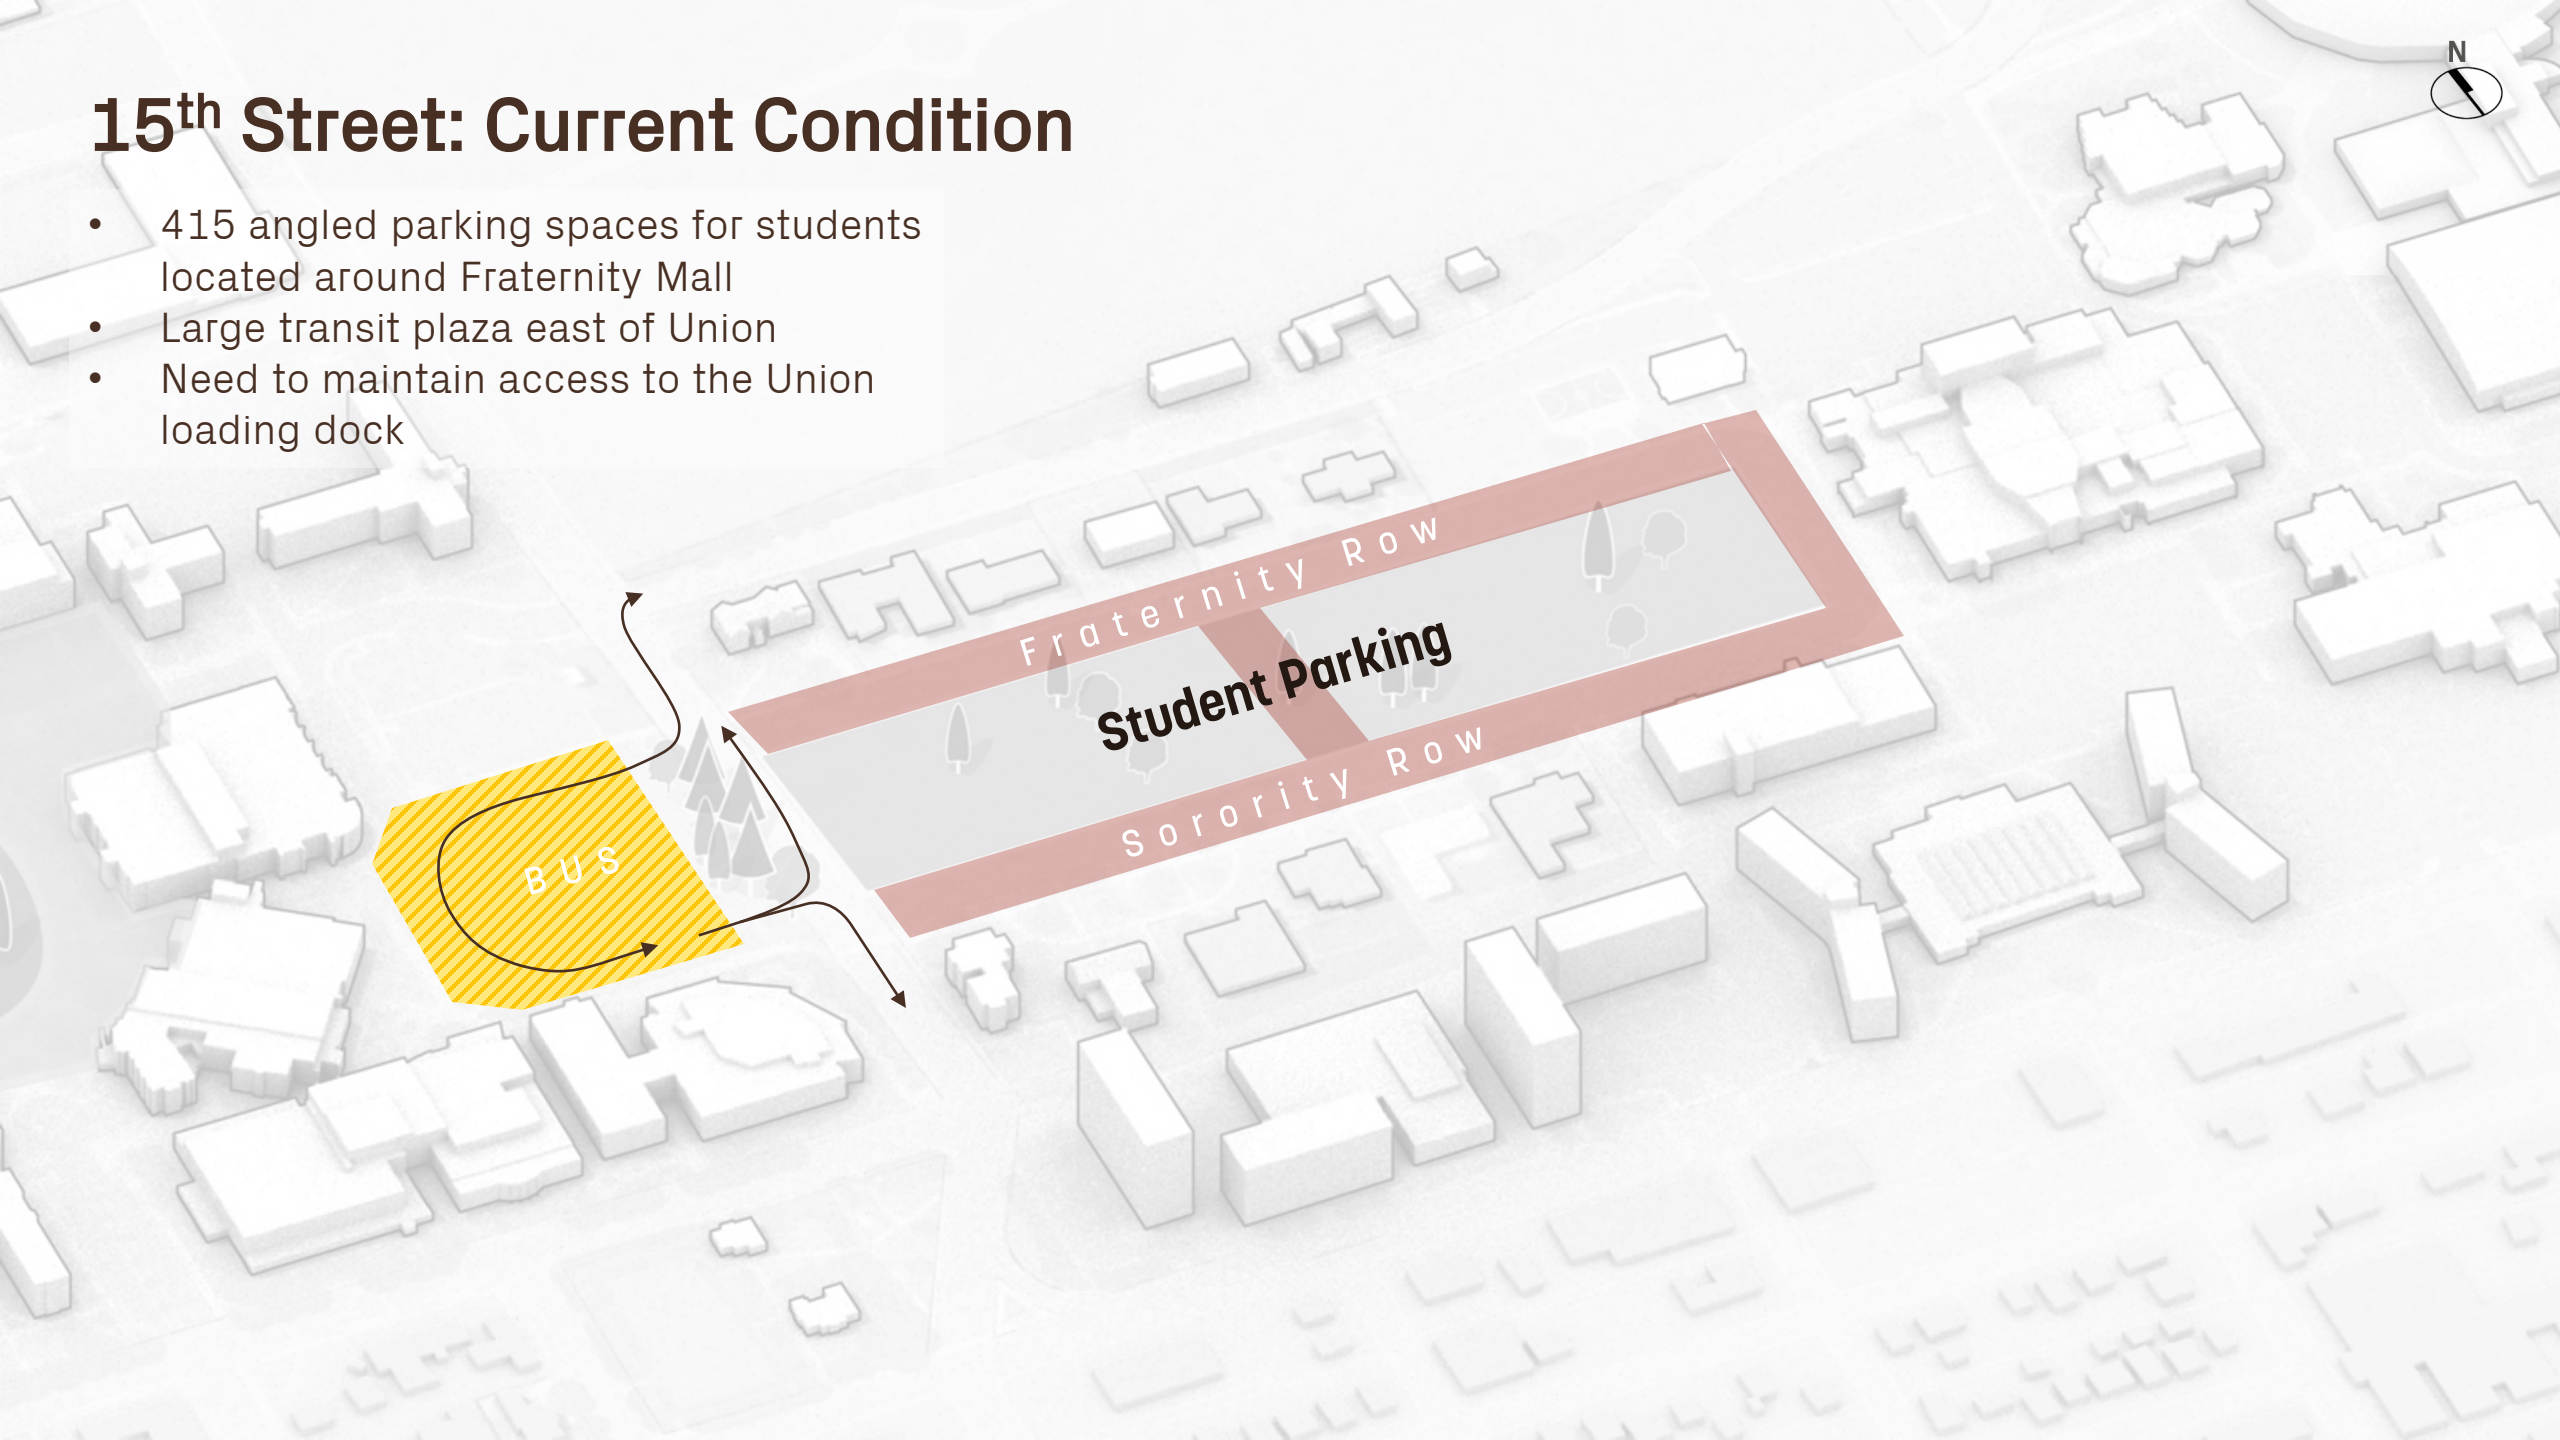 N
15th Street: Current Condition
• 415 angled parking spaces for students
located around Fraternity Mall
• Large transit plaza east of Union
• Need to maintain access to the Union
loading dock
Fraternity Row
Student Parking
Sorority Row
BUS